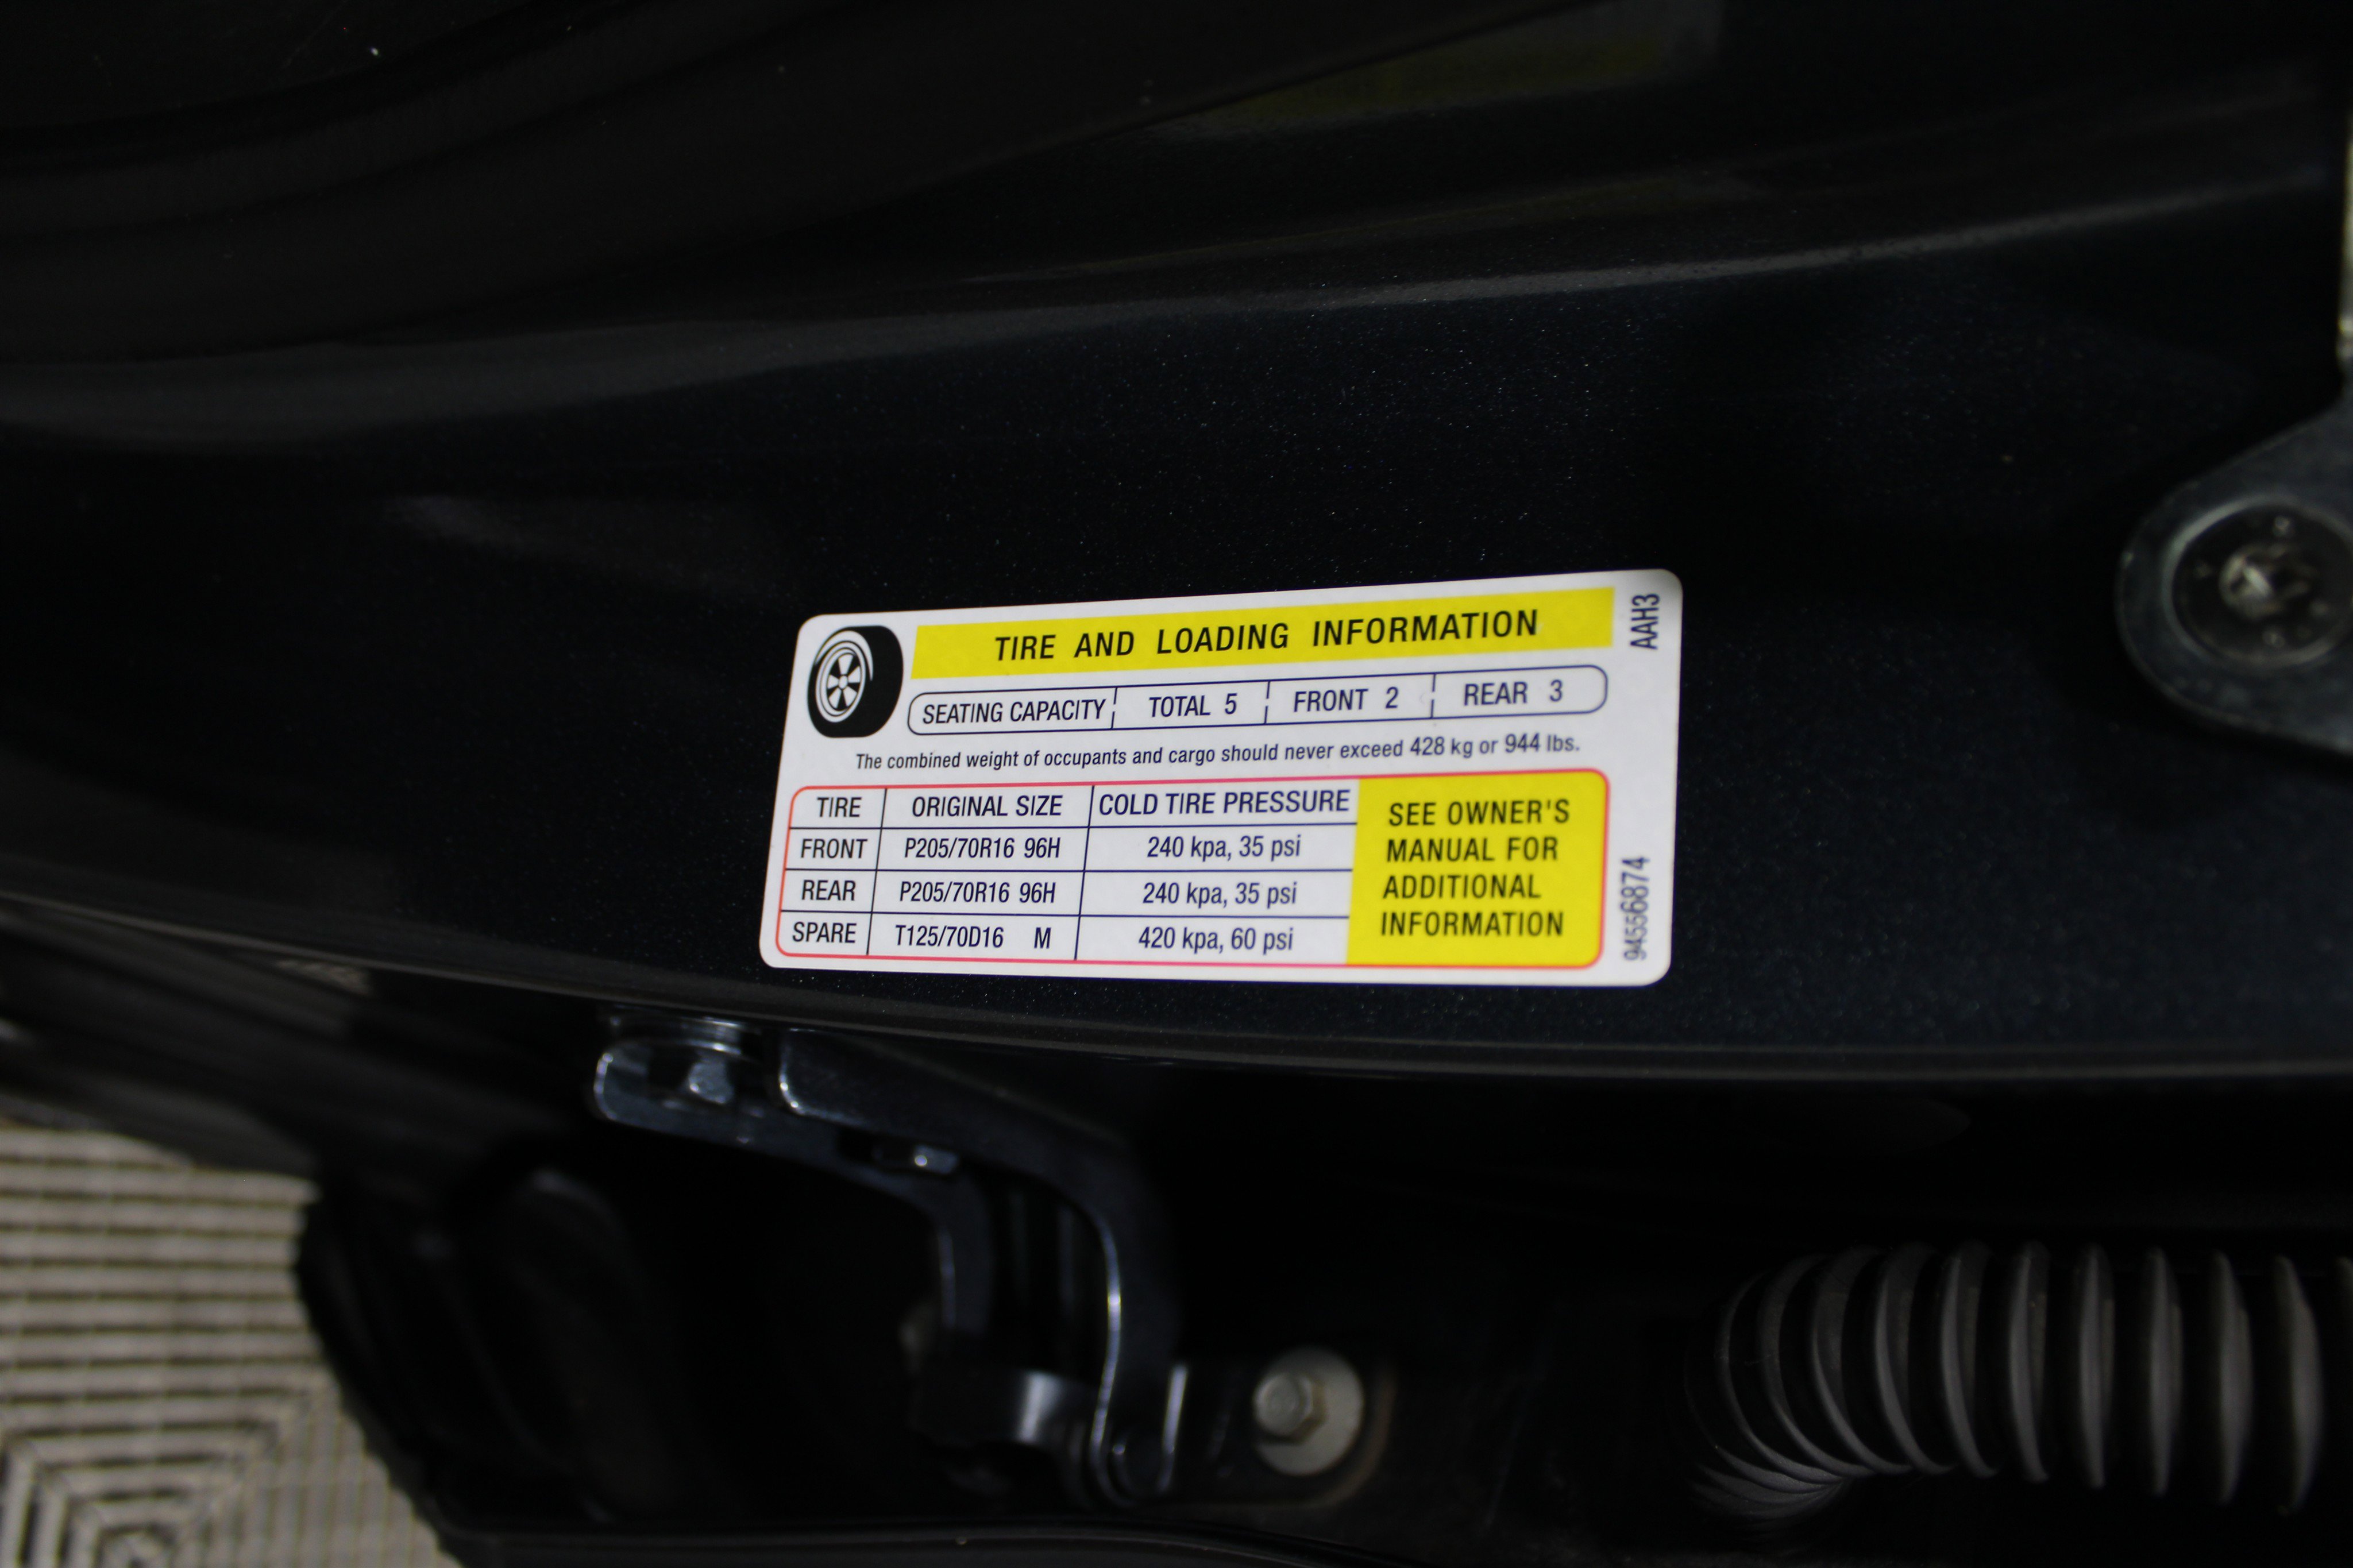 TIRE AND LOADING INFORMATION
AAH3
SEATING CAPACITY TOTAL 5 FRONT 2 REAR 3
The combined weight of occupants and cargo should never exceed 428 kg or 944 lbs.
TIRE ORIGINAL SIZE COLD TIRE PRESSURE
FRONT P205/70R16 96H 240 kpa, 35 psi
REAR P205/70R16 96H 240 kpa, 35 psi
SPARE T125/70D16 M 420 kpa, 60 psi
SEE OWNER'S
MANUAL FOR
ADDITIONAL
INFORMATION
94556874